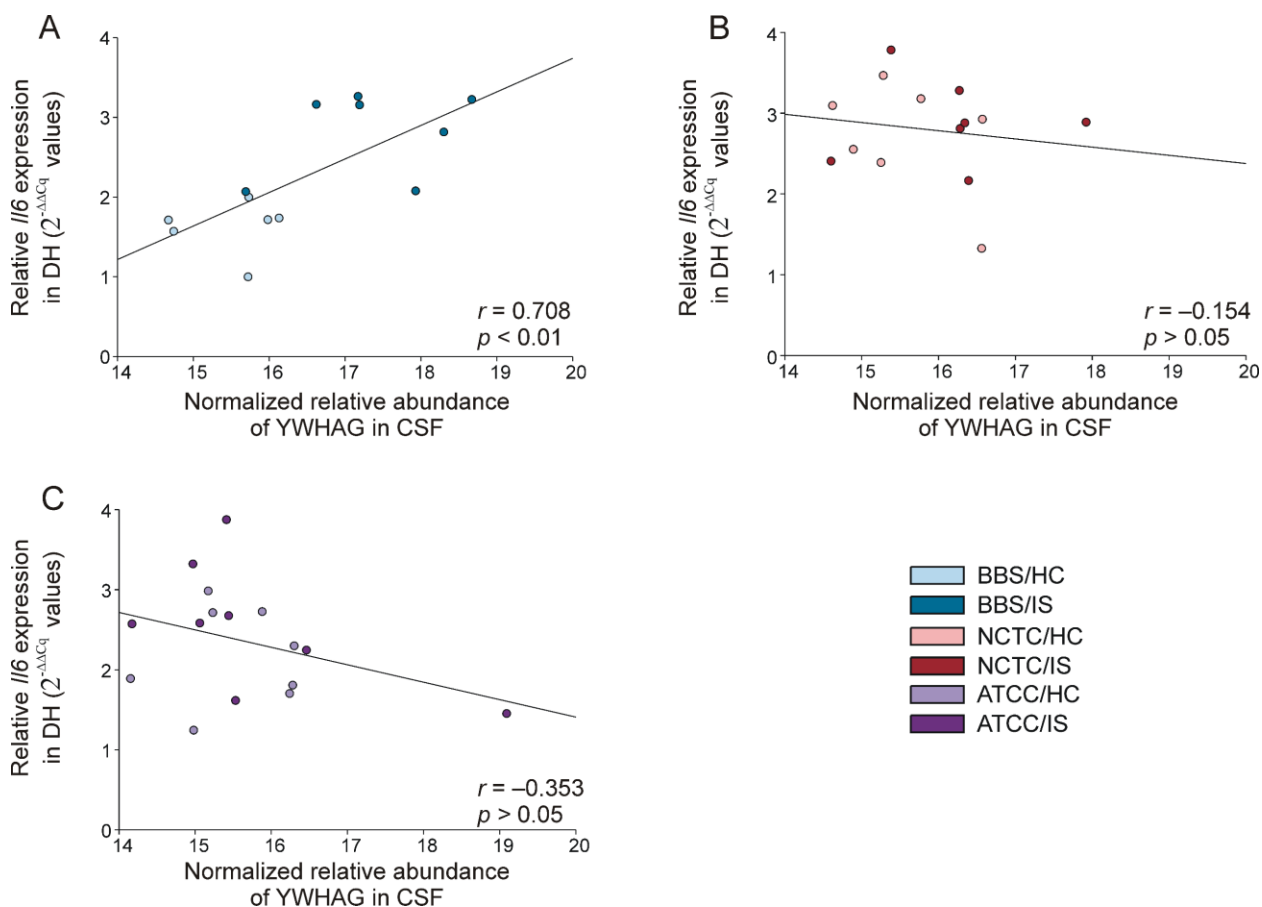 A
Relative Il6 expression
in DH (2-ΔΔCq values)
4
3
2
1
0
14 15 16 17 18 19 20
r = 0.708
p < 0.01
Normalized relative abundance
of YWHAG in CSF
B
Relative Il6 expression
in DH (2-ΔΔCq values)
4
3
2
1
0
14 15 16 17 18 19 20
r = –0.154
p > 0.05
Normalized relative abundance
of YWHAG in CSF
C
Relative Il6 expression
in DH (2-ΔΔCq values)
4
3
2
1
0
14 15 16 17 18 19 20
r = –0.353
p > 0.05
Normalized relative abundance
of YWHAG in CSF
BBS/HC
BBS/IS
NCTC/HC
NCTC/IS
ATCC/HC
ATCC/IS